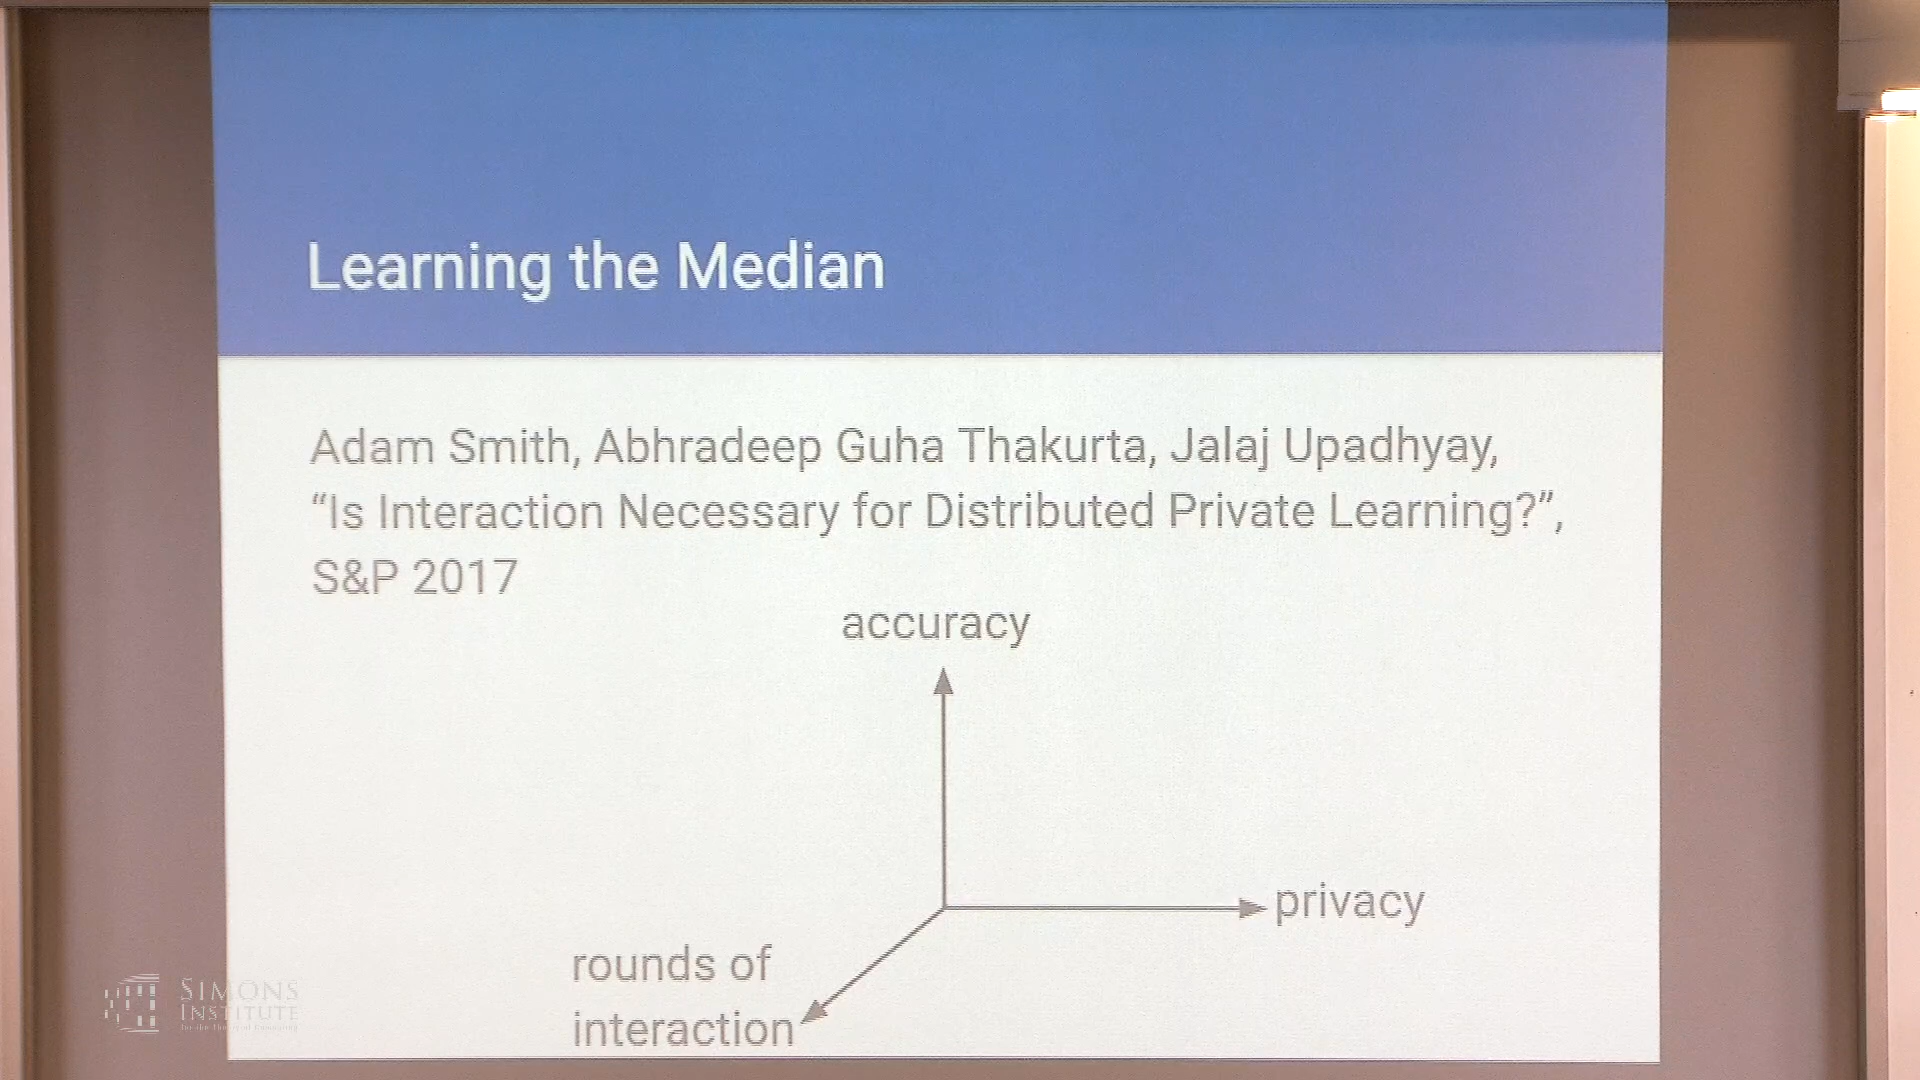 Learning the Median
Adam Smith, Abhradeep Guha Thakurta, Jalaj Upadhyay,
“Is Interaction Necessary for Distributed Private Learning?”,
S&P 2017
accuracy
privacy
rounds of
interaction
SIMONS
INSTITUTE